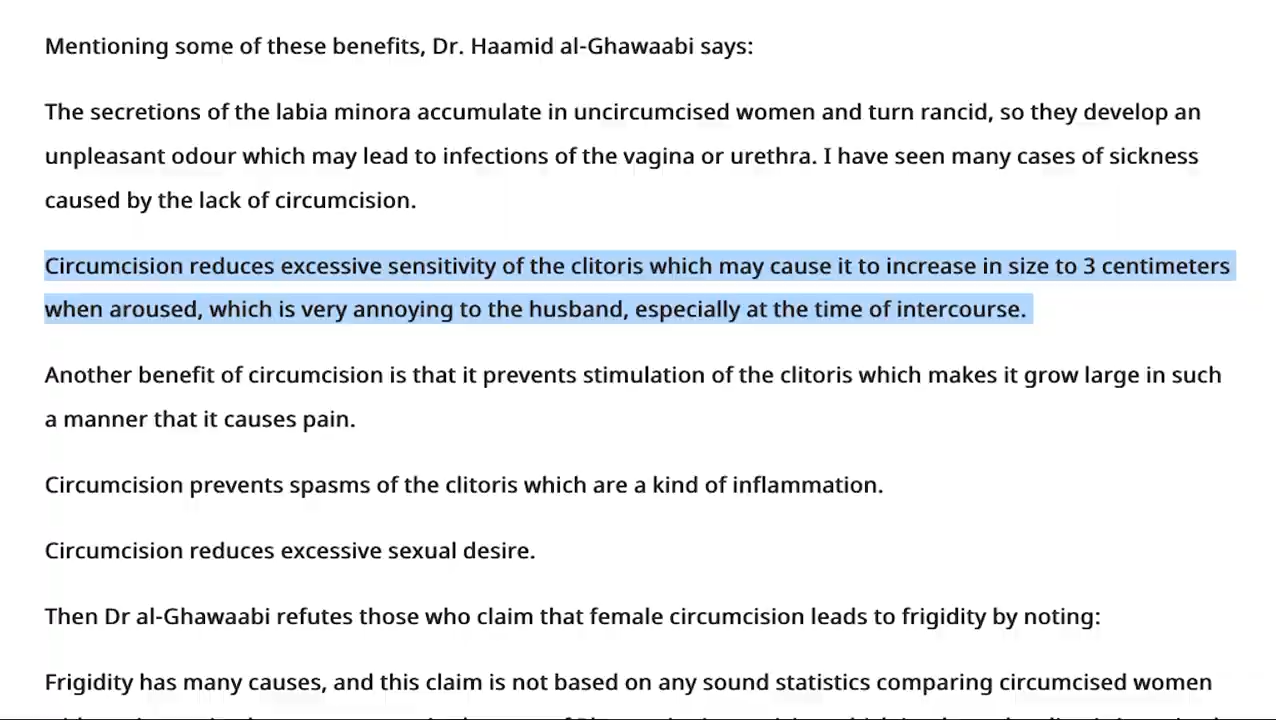 Mentioning some of these benefits, Dr. Haamid al-Ghawaabi says:
The secretions of the labia minora accumulate in uncircumcised women and turn rancid, so they develop an
unpleasant odour which may lead to infections of the vagina or urethra. I have seen many cases of sickness
caused by the lack of circumcision.
Circumcision reduces excessive sensitivity of the clitoris which may cause it to increase in size to 3 centimeters
when aroused, which is very annoying to the husband, especially at the time of intercourse.
Another benefit of circumcision is that it prevents stimulation of the clitoris which makes it grow large in such
a manner that it causes pain.
Circumcision prevents spasms of the clitoris which are a kind of inflammation.
Circumcision reduces excessive sexual desire.
Then Dr al-Ghawaabi refutes those who claim that female circumcision leads to frigidity by noting:
Frigidity has many causes, and this claim is not based on any sound statistics comparing circumcised women